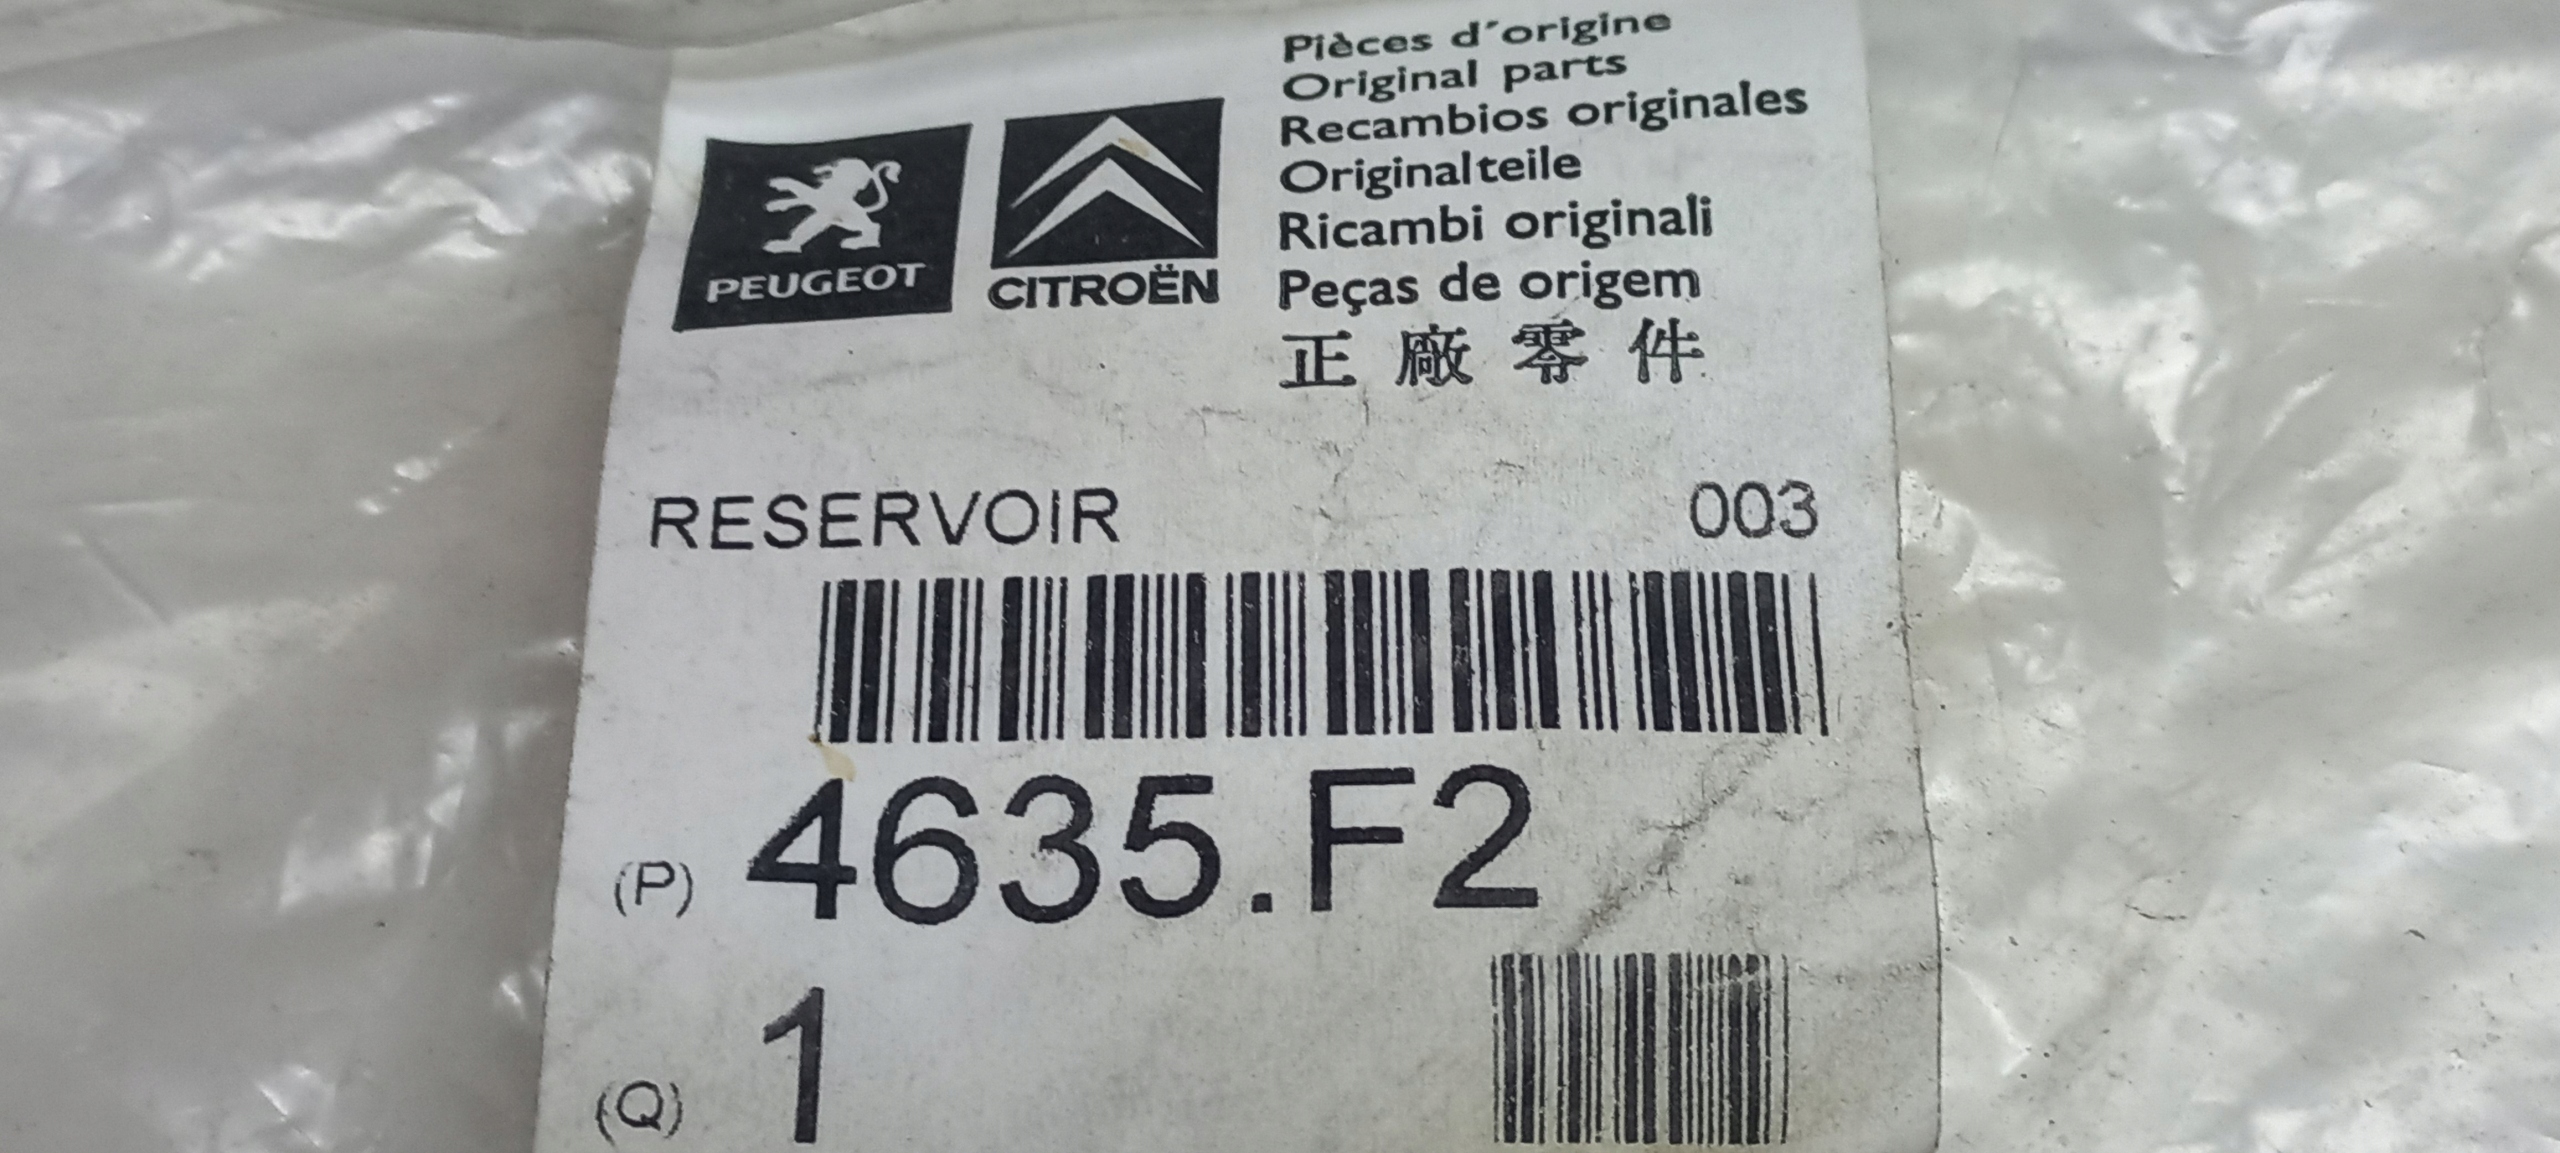 PEUGEOT
CITROËN
Pièces d'origine
Original parts
Recambios originales
Originalteile
Ricambi originali
Peças de origem
正廠零件
RESERVOIR 003
(P) 4635.F2
(Q) 1